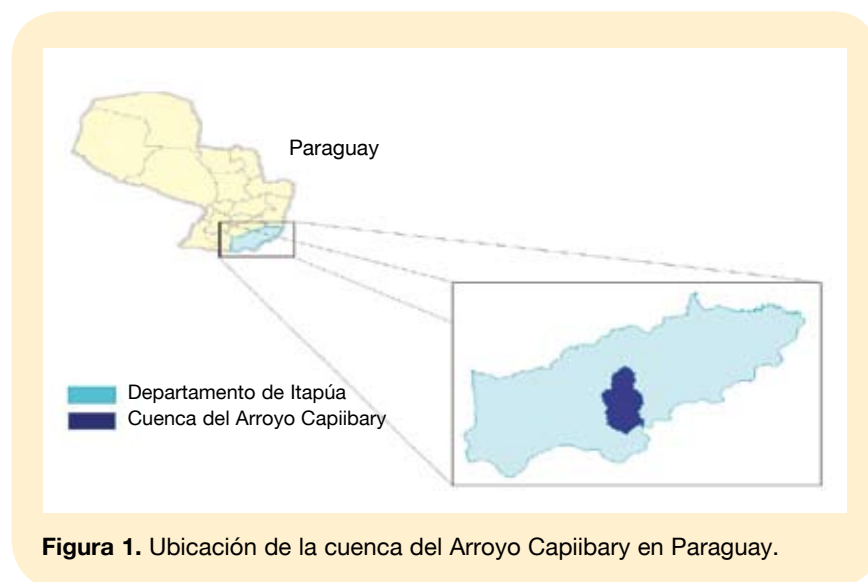 Paraguay
Departamento de Itapúa
Cuenca del Arroyo Capiibary
Figura 1. Ubicación de la cuenca del Arroyo Capiibary en Paraguay.